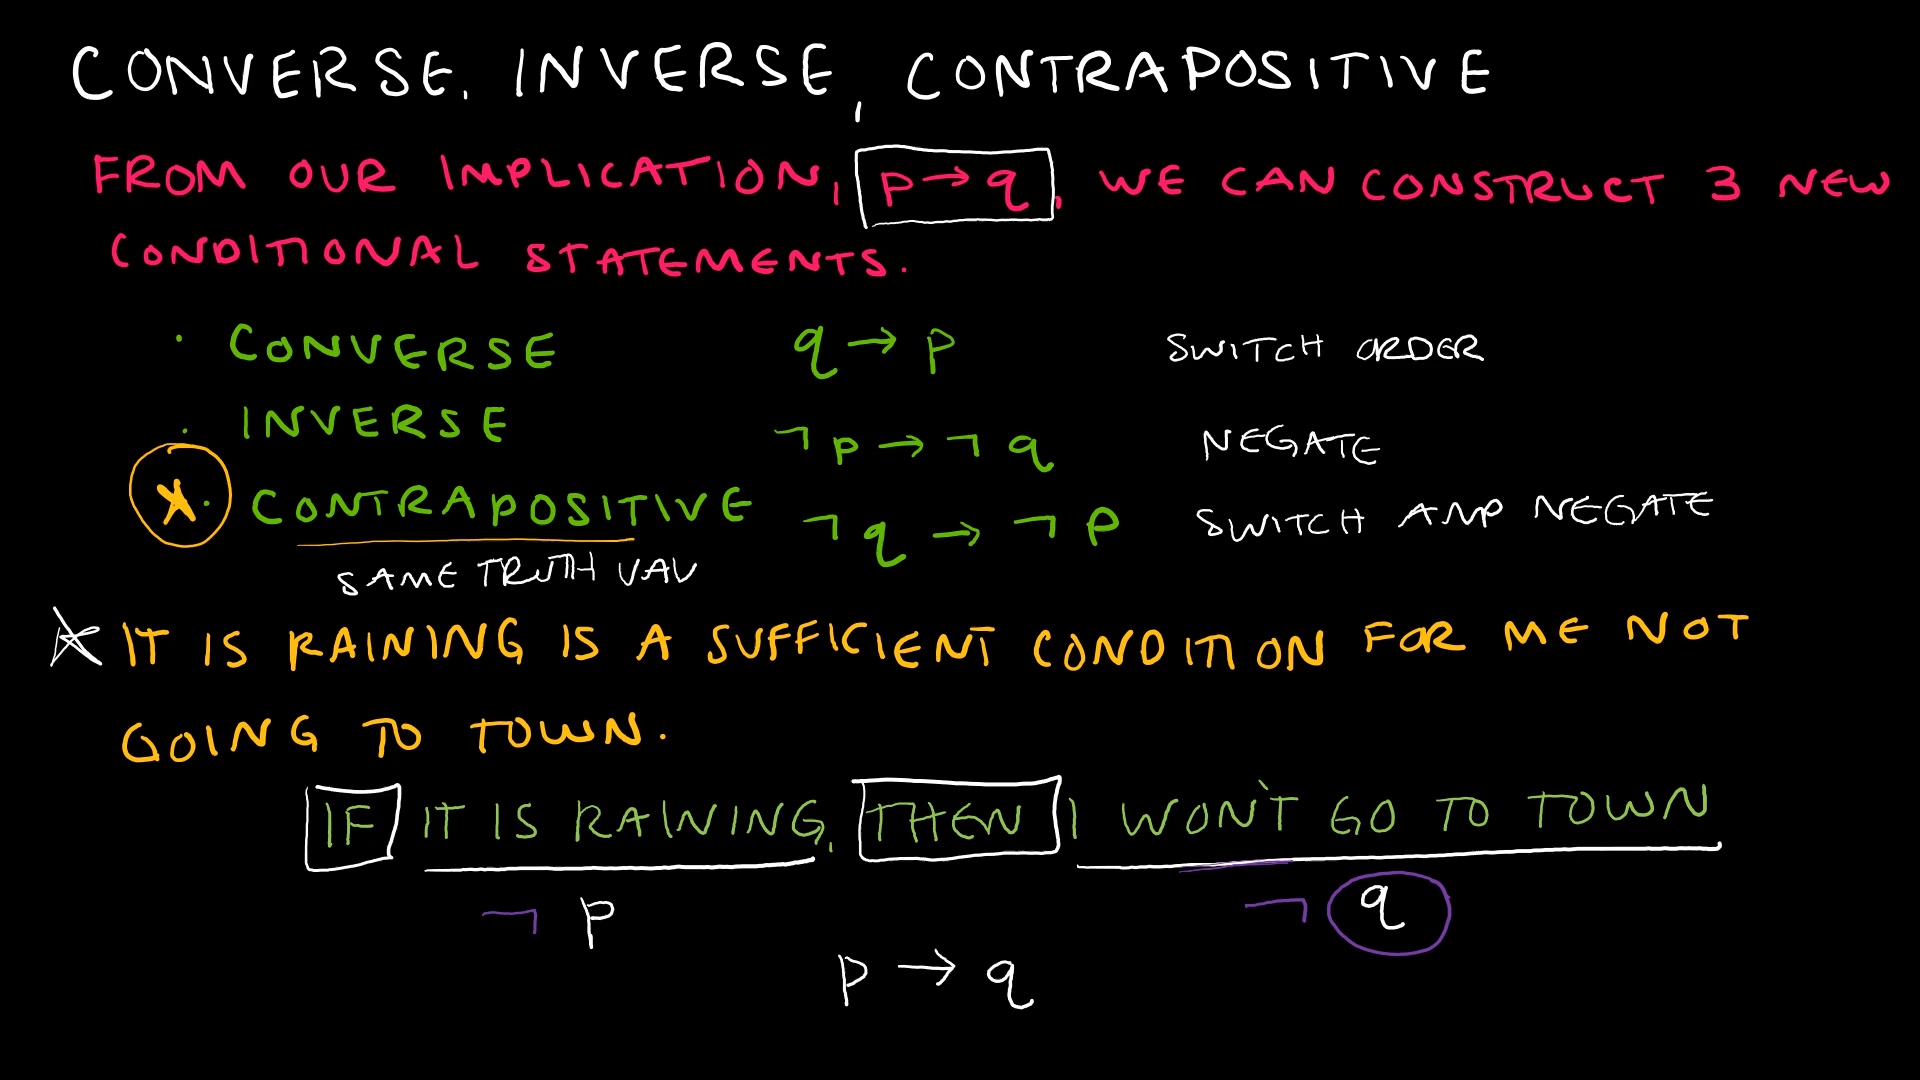 CONVERSE, INVERSE, CONTRAPOSITIVE
FROM OUR IMPLICATION, p → q, WE CAN CONSTRUCT 3 NEW
CONDITIONAL STATEMENTS.
· CONVERSE q → p SWITCH ORDER
· INVERSE ¬p → ¬q NEGATE
· CONTRAPOSITIVE ¬q → ¬p SWITCH AND NEGATE
SAME TRUTH VAL
IT IS RAINING IS A SUFFICIENT CONDITION FOR ME NOT
GOING TO TOWN.
IF IT IS RAINING, THEN I WON'T GO TO TOWN
¬ p ¬ q
p → q